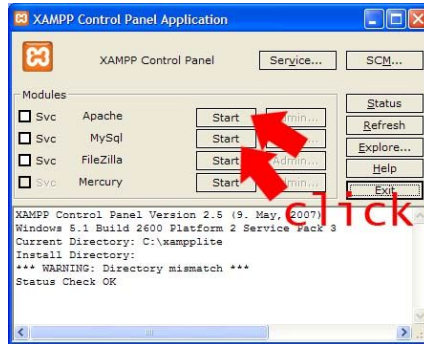 XAMPP Control Panel Application
XAMPP Control Panel
Service...
SCM...
Modules
Status
Svc Apache Start Admin...
Refresh
Svc MySql Start
Explore...
Svc FileZilla Start Admin...
Help
Svc Mercury Start Admin...
Exit
click
XAMPP Control Panel Version 2.5 (9. May, 2007)
Windows 5.1 Build 2600 Platform 2 Service Pack 3
Current Directory: C:\xampplite
Install Directory:
*** WARNING: Directory mismatch ***
Status Check OK